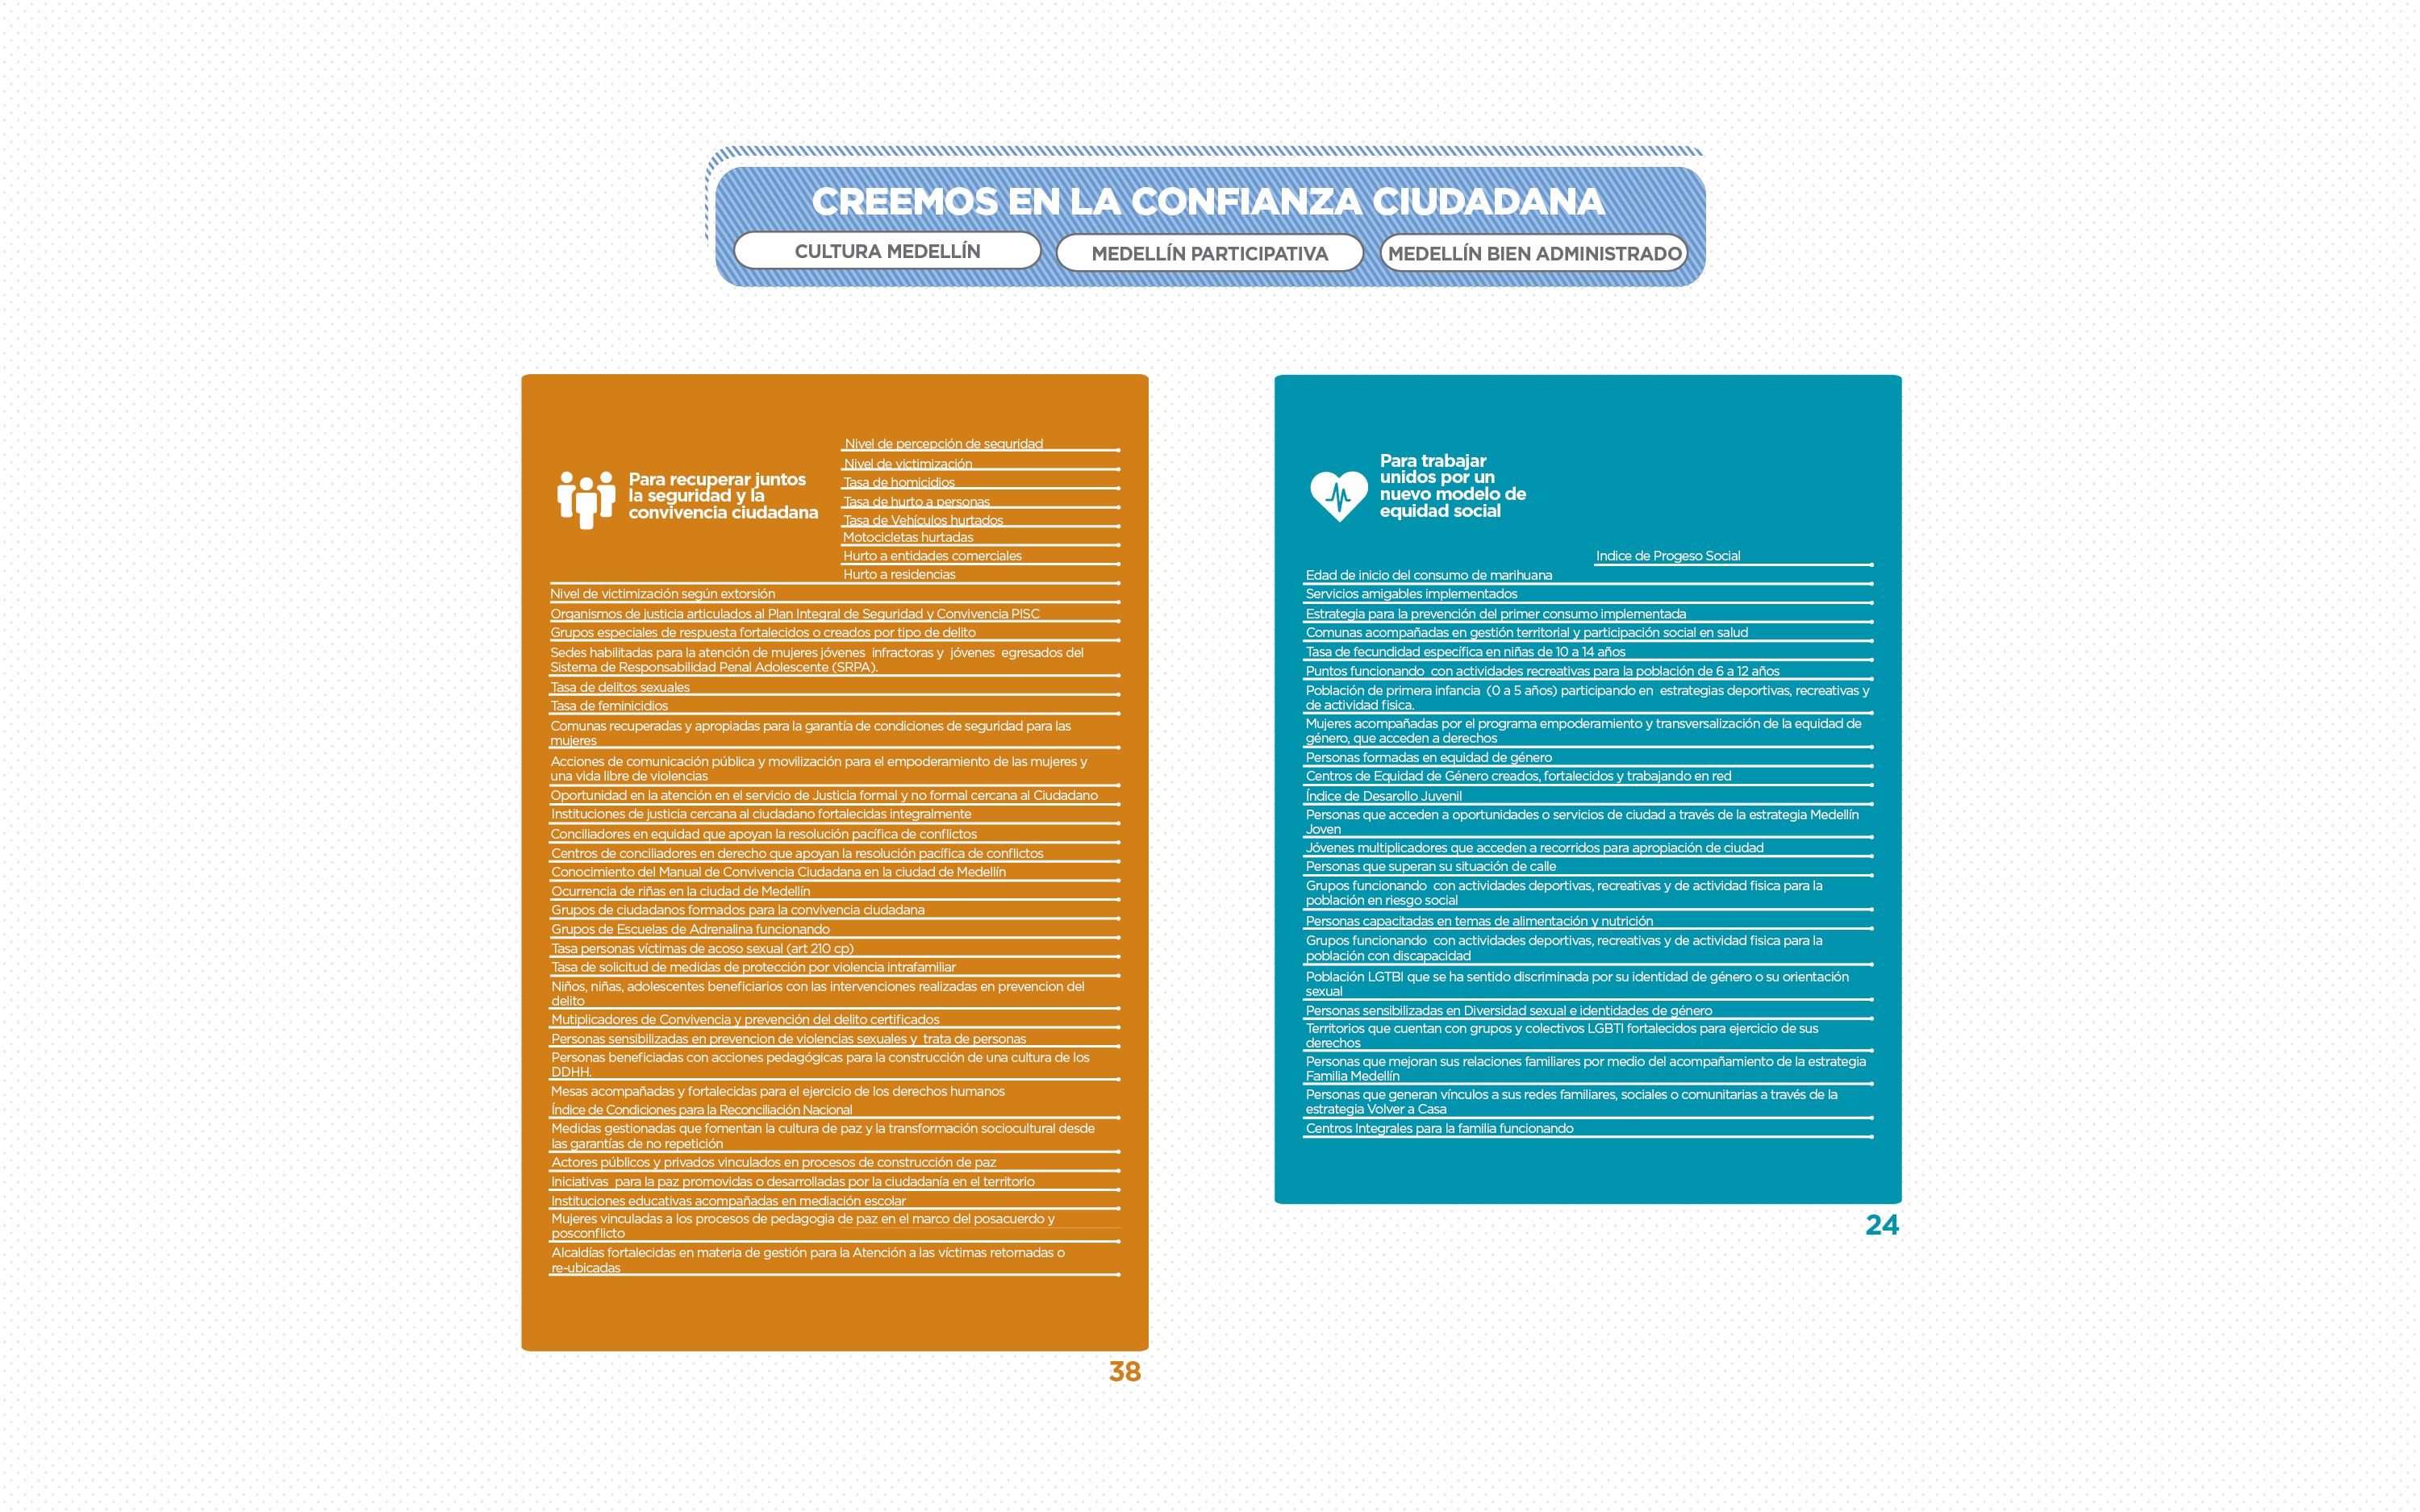 CREEMOS EN LA CONFIANZA CIUDADANA
CULTURA MEDELLÍN
MEDELLÍN PARTICIPATIVA
MEDELLÍN BIEN ADMINISTRADO
Para recuperar juntos
la seguridad y la
convivencia ciudadana
Nivel de percepción de seguridad
Nivel de victimización
Tasa de homicidios
Tasa de hurto a personas
Tasa de Vehículos hurtados
Motocicletas hurtadas
Hurto a entidades comerciales
Hurto a residencias
Nivel de victimización según extorsión
Organismos de justicia articulados al Plan Integral de Seguridad y Convivencia PISC
Grupos especiales de respuesta fortalecidos o creados por tipo de delito
Sedes habilitadas para la atención de mujeres jóvenes infractoras y jóvenes egresados del
Sistema de Responsabilidad Penal Adolescente (SRPA).
Tasa de delitos sexuales
Tasa de feminicidios
Comunas recuperadas y apropiadas para la garantía de condiciones de seguridad para las
mujeres
Acciones de comunicación pública y movilización para el empoderamiento de las mujeres y
una vida libre de violencias
Oportunidad en la atención en el servicio de Justicia formal y no formal cercana al Ciudadano
Instituciones de justicia cercana al ciudadano fortalecidas integralmente
Conciliadores en equidad que apoyan la resolución pacífica de conflictos
Centros de conciliadores en derecho que apoyan la resolución pacífica de conflictos
Conocimiento del Manual de Convivencia Ciudadana en la ciudad de Medellín
Ocurrencia de riñas en la ciudad de Medellín
Grupos de ciudadanos formados para la convivencia ciudadana
Grupos de Escuelas de Adrenalina funcionando
Tasa personas víctimas de acoso sexual (art 210 cp)
Tasa de solicitud de medidas de protección por violencia intrafamiliar
Niños, niñas, adolescentes beneficiarios con las intervenciones realizadas en prevencion del
delito
Mutiplicadores de Convivencia y prevención del delito certificados
Personas sensibilizadas en prevencion de violencias sexuales y trata de personas
Personas beneficiadas con acciones pedagógicas para la construcción de una cultura de los
DDHH.
Mesas acompañadas y fortalecidas para el ejercicio de los derechos humanos
Índice de Condiciones para la Reconciliación Nacional
Medidas gestionadas que fomentan la cultura de paz y la transformación sociocultural desde
las garantías de no repetición
Actores públicos y privados vinculados en procesos de construcción de paz
Iniciativas para la paz promovidas o desarrolladas por la ciudadanía en el territorio
Instituciones educativas acompañadas en mediación escolar
Mujeres vinculadas a los procesos de pedagogia de paz en el marco del posacuerdo y
posconflicto
Alcaldías fortalecidas en materia de gestión para la Atención a las víctimas retornadas o
re-ubicadas
38
Para trabajar
unidos por un
nuevo modelo de
equidad social
Indice de Progeso Social
Edad de inicio del consumo de marihuana
Servicios amigables implementados
Estrategia para la prevención del primer consumo implementada
Comunas acompañadas en gestión territorial y participación social en salud
Tasa de fecundidad específica en niñas de 10 a 14 años
Puntos funcionando con actividades recreativas para la población de 6 a 12 años
Población de primera infancia (0 a 5 años) participando en estrategias deportivas, recreativas y
de actividad fisica.
Mujeres acompañadas por el programa empoderamiento y transversalización de la equidad de
género, que acceden a derechos
Personas formadas en equidad de género
Centros de Equidad de Género creados, fortalecidos y trabajando en red
Índice de Desarollo Juvenil
Personas que acceden a oportunidades o servicios de ciudad a través de la estrategia Medellín
Joven
Jóvenes multiplicadores que acceden a recorridos para apropiación de ciudad
Personas que superan su situación de calle
Grupos funcionando con actividades deportivas, recreativas y de actividad fisica para la
población en riesgo social
Personas capacitadas en temas de alimentación y nutrición
Grupos funcionando con actividades deportivas, recreativas y de actividad fisica para la
población con discapacidad
Población LGTBI que se ha sentido discriminada por su identidad de género o su orientación
sexual
Personas sensibilizadas en Diversidad sexual e identidades de género
Territorios que cuentan con grupos y colectivos LGBTI fortalecidos para ejercicio de sus
derechos
Personas que mejoran sus relaciones familiares por medio del acompañamiento de la estrategia
Familia Medellín
Personas que generan vínculos a sus redes familiares, sociales o comunitarias a través de la
estrategia Volver a Casa
Centros Integrales para la familia funcionando
24